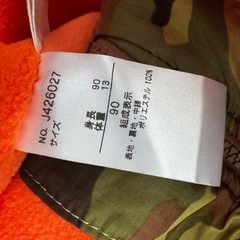 No. J426027
サイズ 90
身長 90
体重 13
組成表示
表地・裏地・中綿
ポリエステル 100%